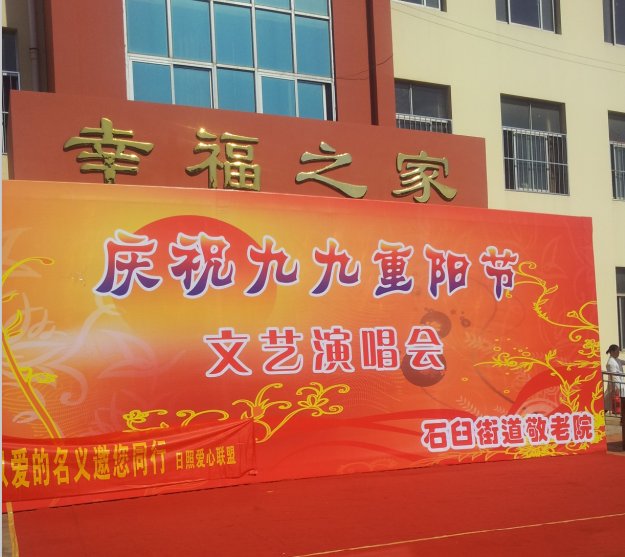 幸福之家
庆祝九九重阳节
文艺演唱会
石臼街道敬老院
爱的名义邀您同行 日照爱心联盟